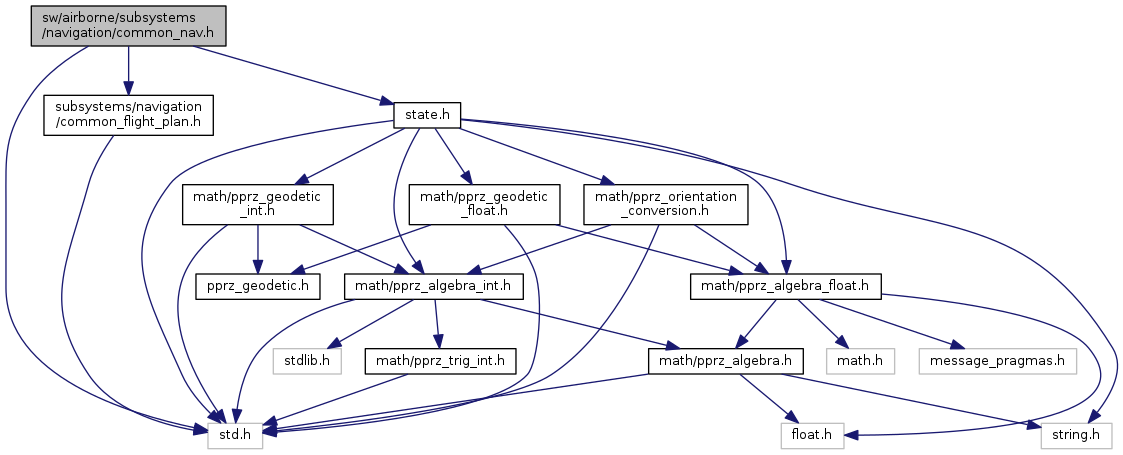 sw/airborne/subsystems
/navigation/common_nav.h
subsystems/navigation
/common_flight_plan.h
state.h
math/pprz_geodetic
_int.h
math/pprz_geodetic
_float.h
math/pprz_orientation
_conversion.h
pprz_geodetic.h
math/pprz_algebra_int.h
math/pprz_algebra_float.h
stdlib.h
math/pprz_trig_int.h
math/pprz_algebra.h
math.h
message_pragmas.h
std.h
float.h
string.h